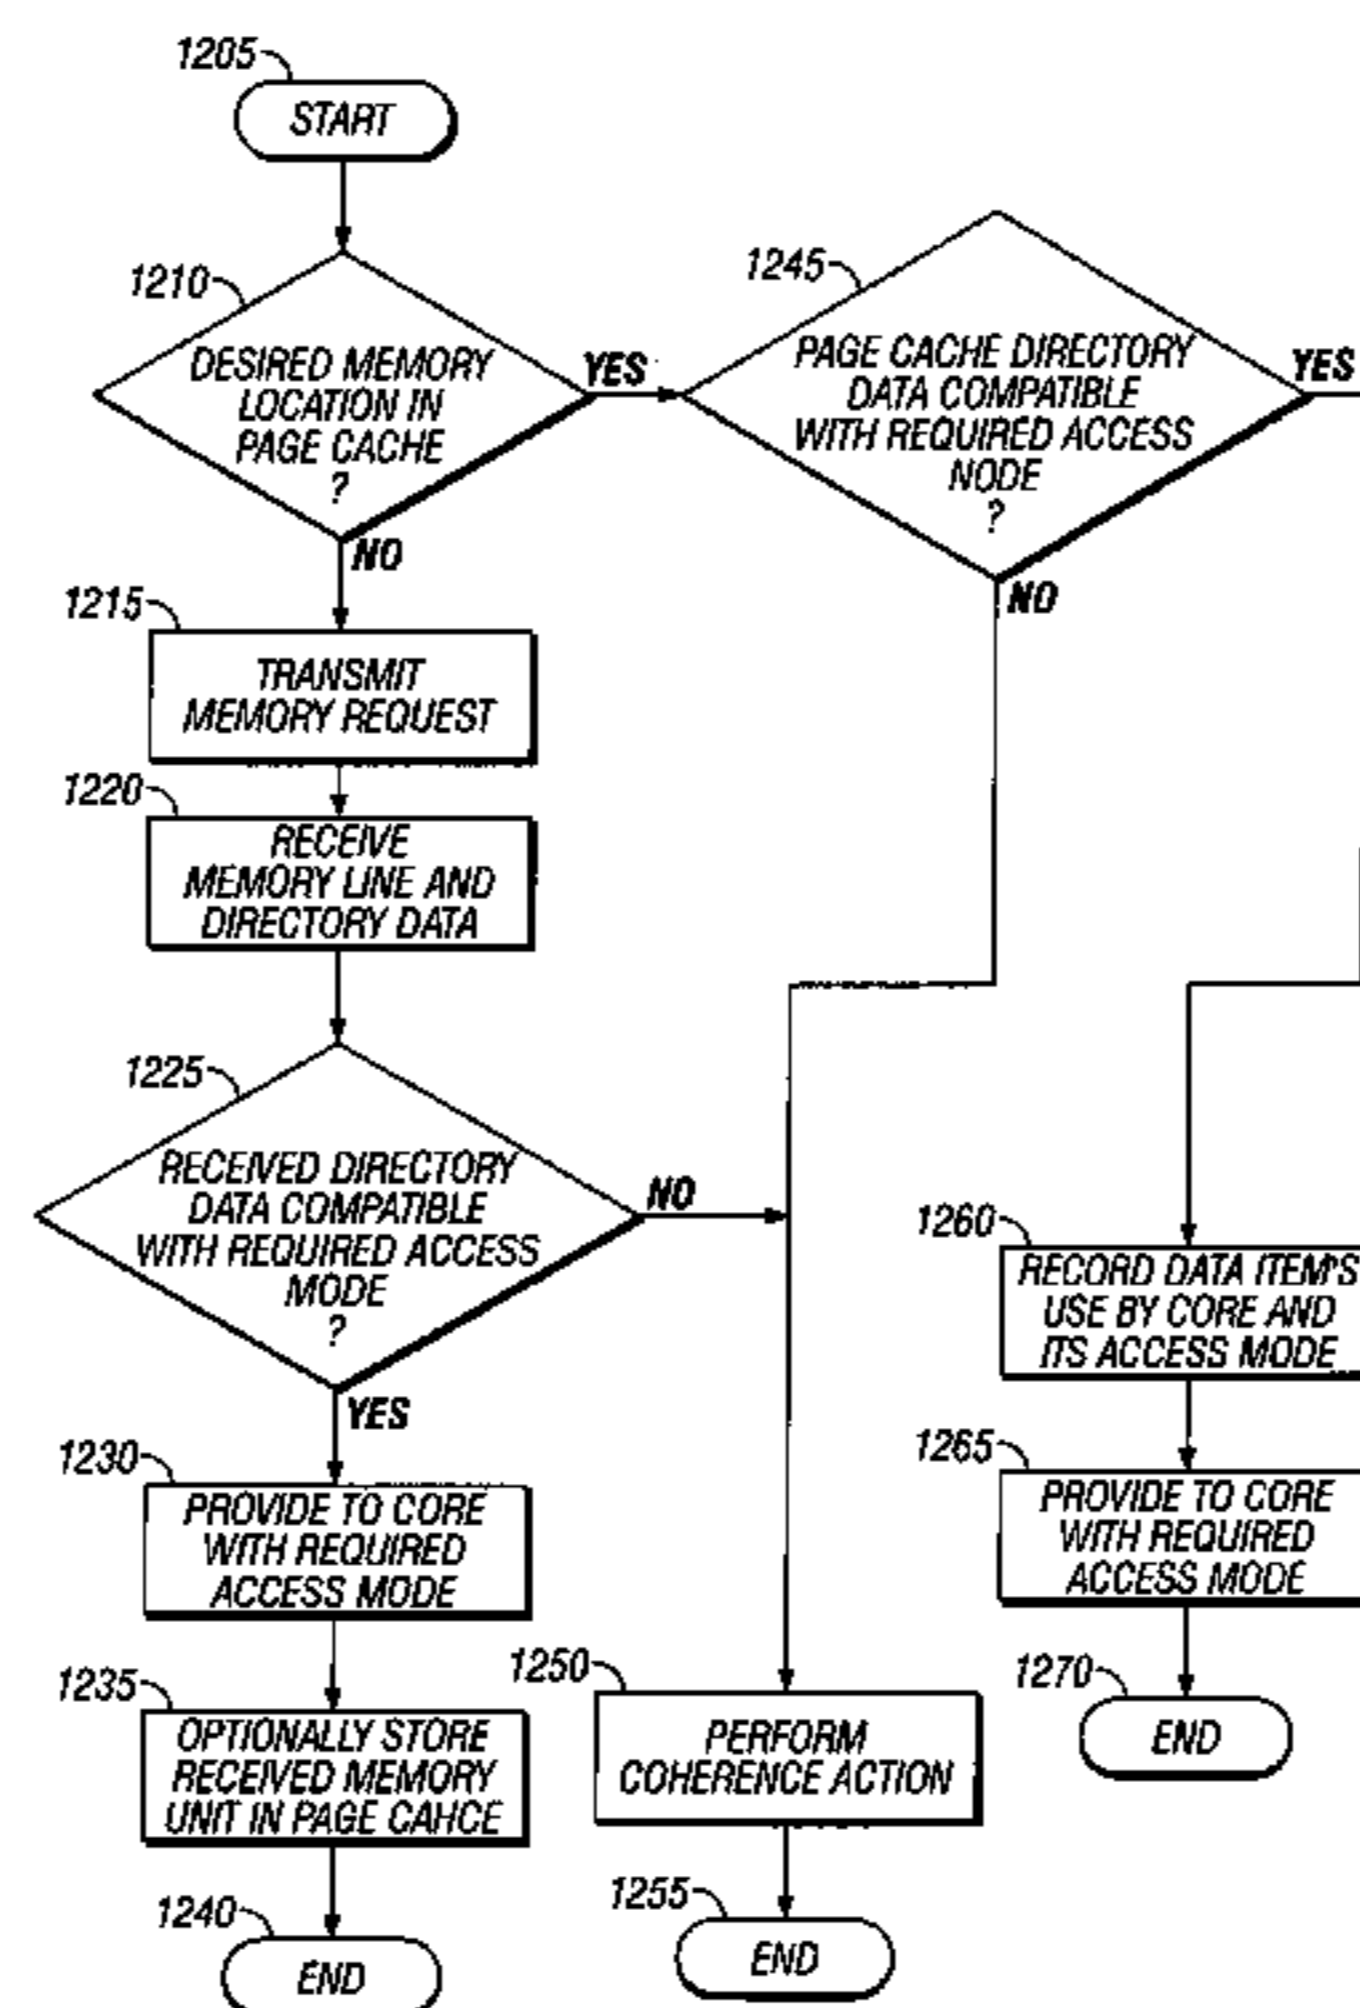 1205
START
1210
DESIRED MEMORY
LOCATION IN
PAGE CACHE
?
YES
NO
1245
PAGE CACHE DIRECTORY
DATA COMPATIBLE
WITH REQUIRED ACCESS
NODE
?
YES
NO
1215
TRANSMIT
MEMORY REQUEST
1220
RECEIVE
MEMORY LINE AND
DIRECTORY DATA
1225
RECEIVED DIRECTORY
DATA COMPATIBLE
WITH REQUIRED ACCESS
MODE
?
NO
YES
1230
PROVIDE TO CORE
WITH REQUIRED
ACCESS MODE
1235
OPTIONALLY STORE
RECEIVED MEMORY
UNIT IN PAGE CAHCE
1240
END
1250
PERFORM
COHERENCE ACTION
1255
END
1260
RECORD DATA ITEM'S
USE BY CORE AND
ITS ACCESS MODE
1265
PROVIDE TO CORE
WITH REQUIRED
ACCESS MODE
1270
END